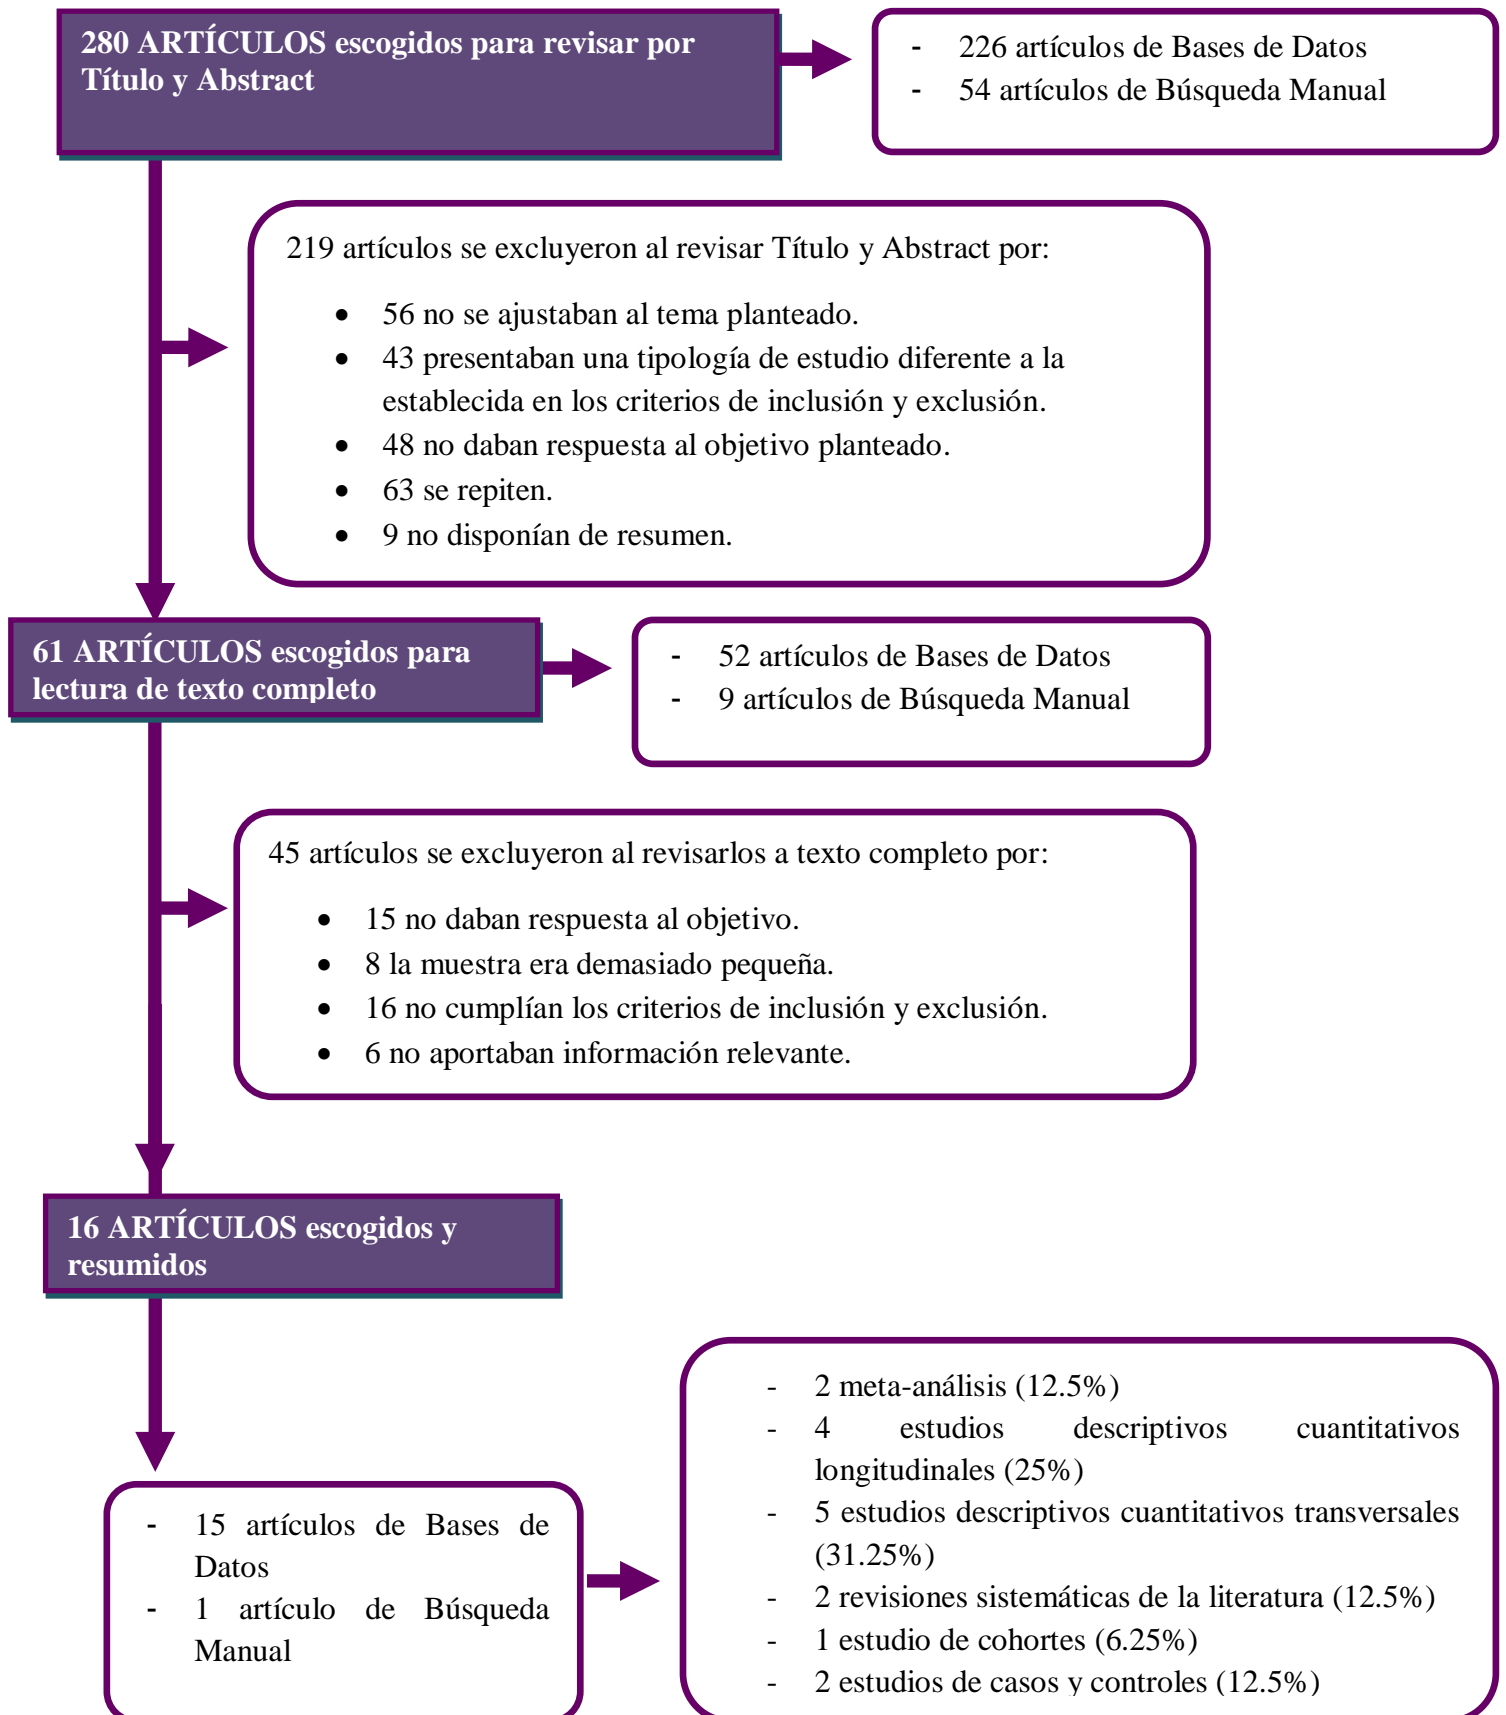 280 ARTÍCULOS escogidos para revisar por
Título y Abstract
- 226 artículos de Bases de Datos
- 54 artículos de Búsqueda Manual
219 artículos se excluyeron al revisar Título y Abstract por:
• 56 no se ajustaban al tema planteado.
• 43 presentaban una tipología de estudio diferente a la
establecida en los criterios de inclusión y exclusión.
• 48 no daban respuesta al objetivo planteado.
• 63 se repiten.
• 9 no disponían de resumen.
61 ARTÍCULOS escogidos para
lectura de texto completo
- 52 artículos de Bases de Datos
- 9 artículos de Búsqueda Manual
45 artículos se excluyeron al revisarlos a texto completo por:
• 15 no daban respuesta al objetivo.
• 8 la muestra era demasiado pequeña.
• 16 no cumplían los criterios de inclusión y exclusión.
• 6 no aportaban información relevante.
16 ARTÍCULOS escogidos y
resumidos
- 15 artículos de Bases de
Datos
- 1 artículo de Búsqueda
Manual
- 2 meta-análisis (12.5%)
- 4 estudios descriptivos cuantitativos
longitudinales (25%)
- 5 estudios descriptivos cuantitativos transversales
(31.25%)
- 2 revisiones sistemáticas de la literatura (12.5%)
- 1 estudio de cohortes (6.25%)
- 2 estudios de casos y controles (12.5%)